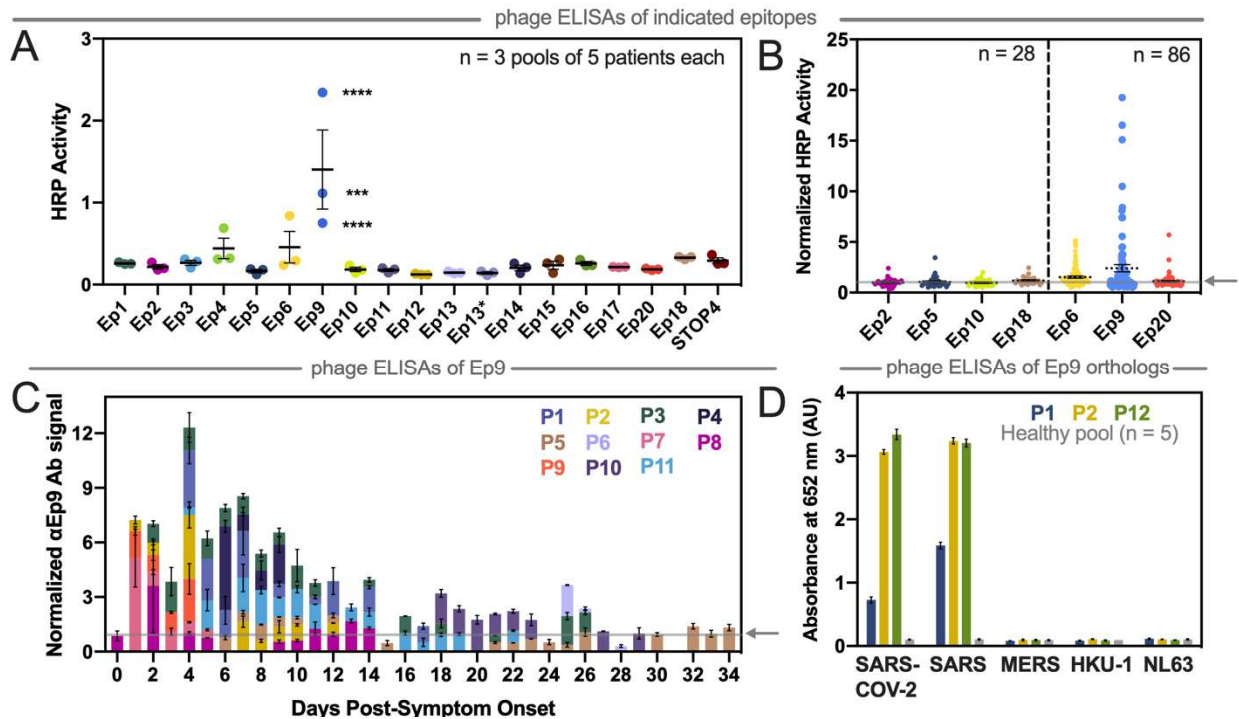 phage ELISAs of indicated epitopes
A
HRP Activity
3
2
1
0
n = 3 pools of 5 patients each
****
***
****
Ep1 Ep2 Ep3 Ep4 Ep5 Ep6 Ep9 Ep10 Ep11 Ep12 Ep13 Ep13* Ep14 Ep15 Ep16 Ep17 Ep20 Ep18 STOP4
B
Normalized HRP Activity
25
20
15
10
5
0
n = 28
n = 86
Ep2 Ep5 Ep10 Ep18 Ep6 Ep9 Ep20
phage ELISAs of Ep9
C
Normalized αEp9 Ab signal
12
9
6
3
0
P1 P2 P3 P4
P5 P6 P7 P8
P9 P10 P11
0 2 4 6 8 10 12 14 16 18 20 22 24 26 28 30 32 34
Days Post-Symptom Onset
phage ELISAs of Ep9 orthologs
D
Absorbance at 652 nm (AU)
4
3
2
1
0
P1 P2 P12
Healthy pool (n = 5)
SARS- SARS MERS HKU-1 NL63
COV-2